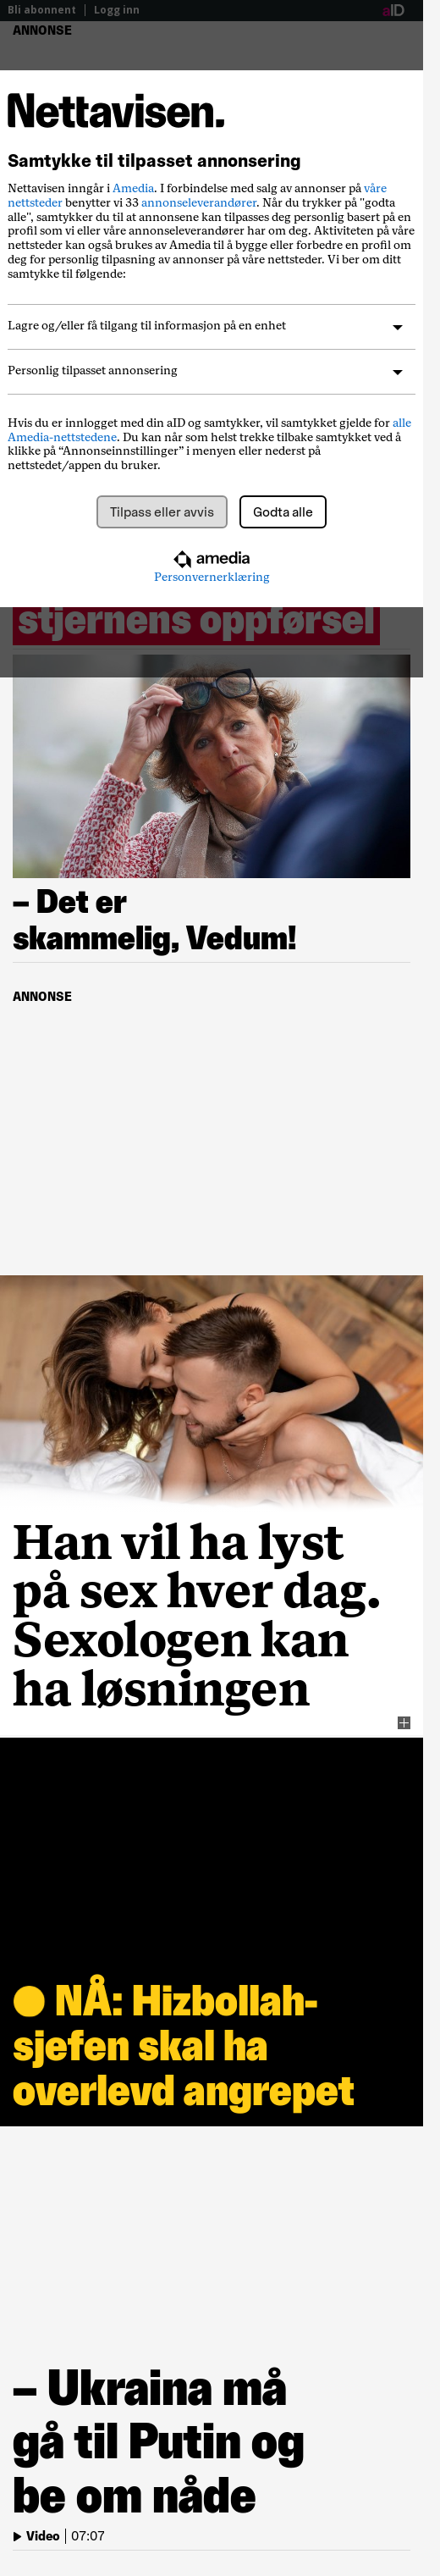 Bli abonnent | Logg inn
aID
ANNONSE
Nettavisen.
Samtykke til tilpasset annonsering
Nettavisen inngår i Amedia. I forbindelse med salg av annonser på våre
nettsteder benytter vi 33 annonseleverandører. Når du trykker på "godta
alle", samtykker du til at annonsene kan tilpasses deg personlig basert på en
profil som vi eller våre annonseleverandører har om deg. Aktiviteten på våre
nettsteder kan også brukes av Amedia til å bygge eller forbedre en profil om
deg for personlig tilpasning av annonser på våre nettsteder. Vi ber om ditt
samtykke til følgende:
Lagre og/eller få tilgang til informasjon på en enhet
Personlig tilpasset annonsering
Hvis du er innlogget med din aID og samtykker, vil samtykket gjelde for alle
Amedia-nettstedene. Du kan når som helst trekke tilbake samtykket ved å
klikke på “Annonseinnstillinger” i menyen eller nederst på
nettstedet/appen du bruker.
Tilpass eller avvis
Godta alle
amedia
Personvernerklæring
stjernens oppførsel
– Det er
skammelig, Vedum!
ANNONSE
Han vil ha lyst
på sex hver dag.
Sexologen kan
ha løsningen
NÅ: Hizbollah-
sjefen skal ha
overlevd angrepet
– Ukraina må
gå til Putin og
be om nåde
Video | 07:07